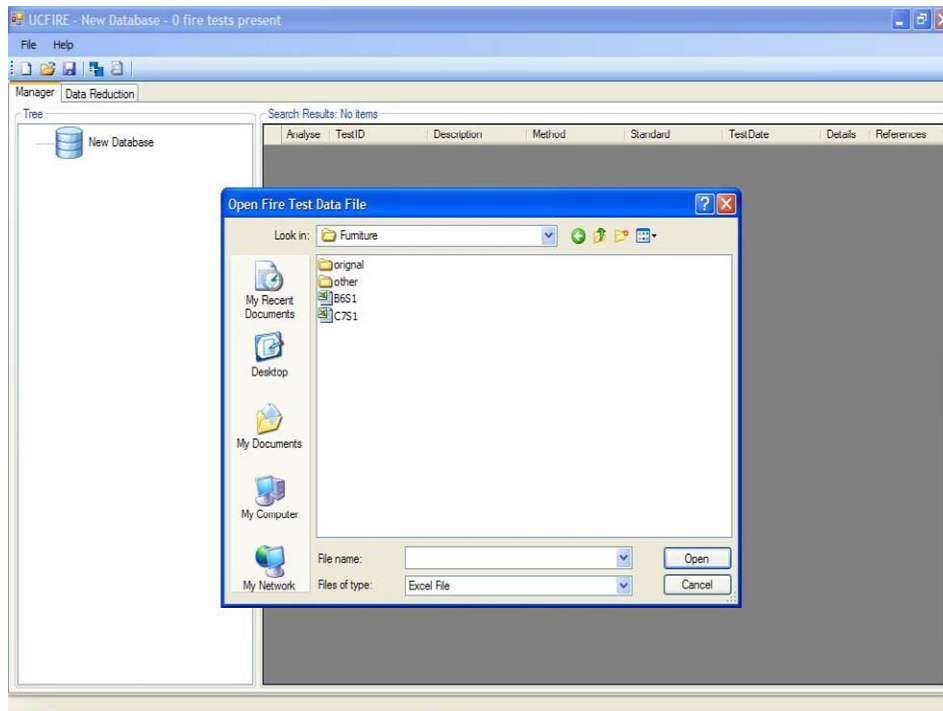 UCFIRE - New Database - 0 fire tests present
File Help
Manager Data Reduction
Tree
New Database
Search Results: No items
Analyse TestID Description Method Standard TestDate Details References
Open Fire Test Data File
Look in: Furniture
orignal
other
B6S1
C7S1
My Recent
Documents
Desktop
My Documents
My Computer
My Network
File name:
Open
Files of type: Excel File
Cancel